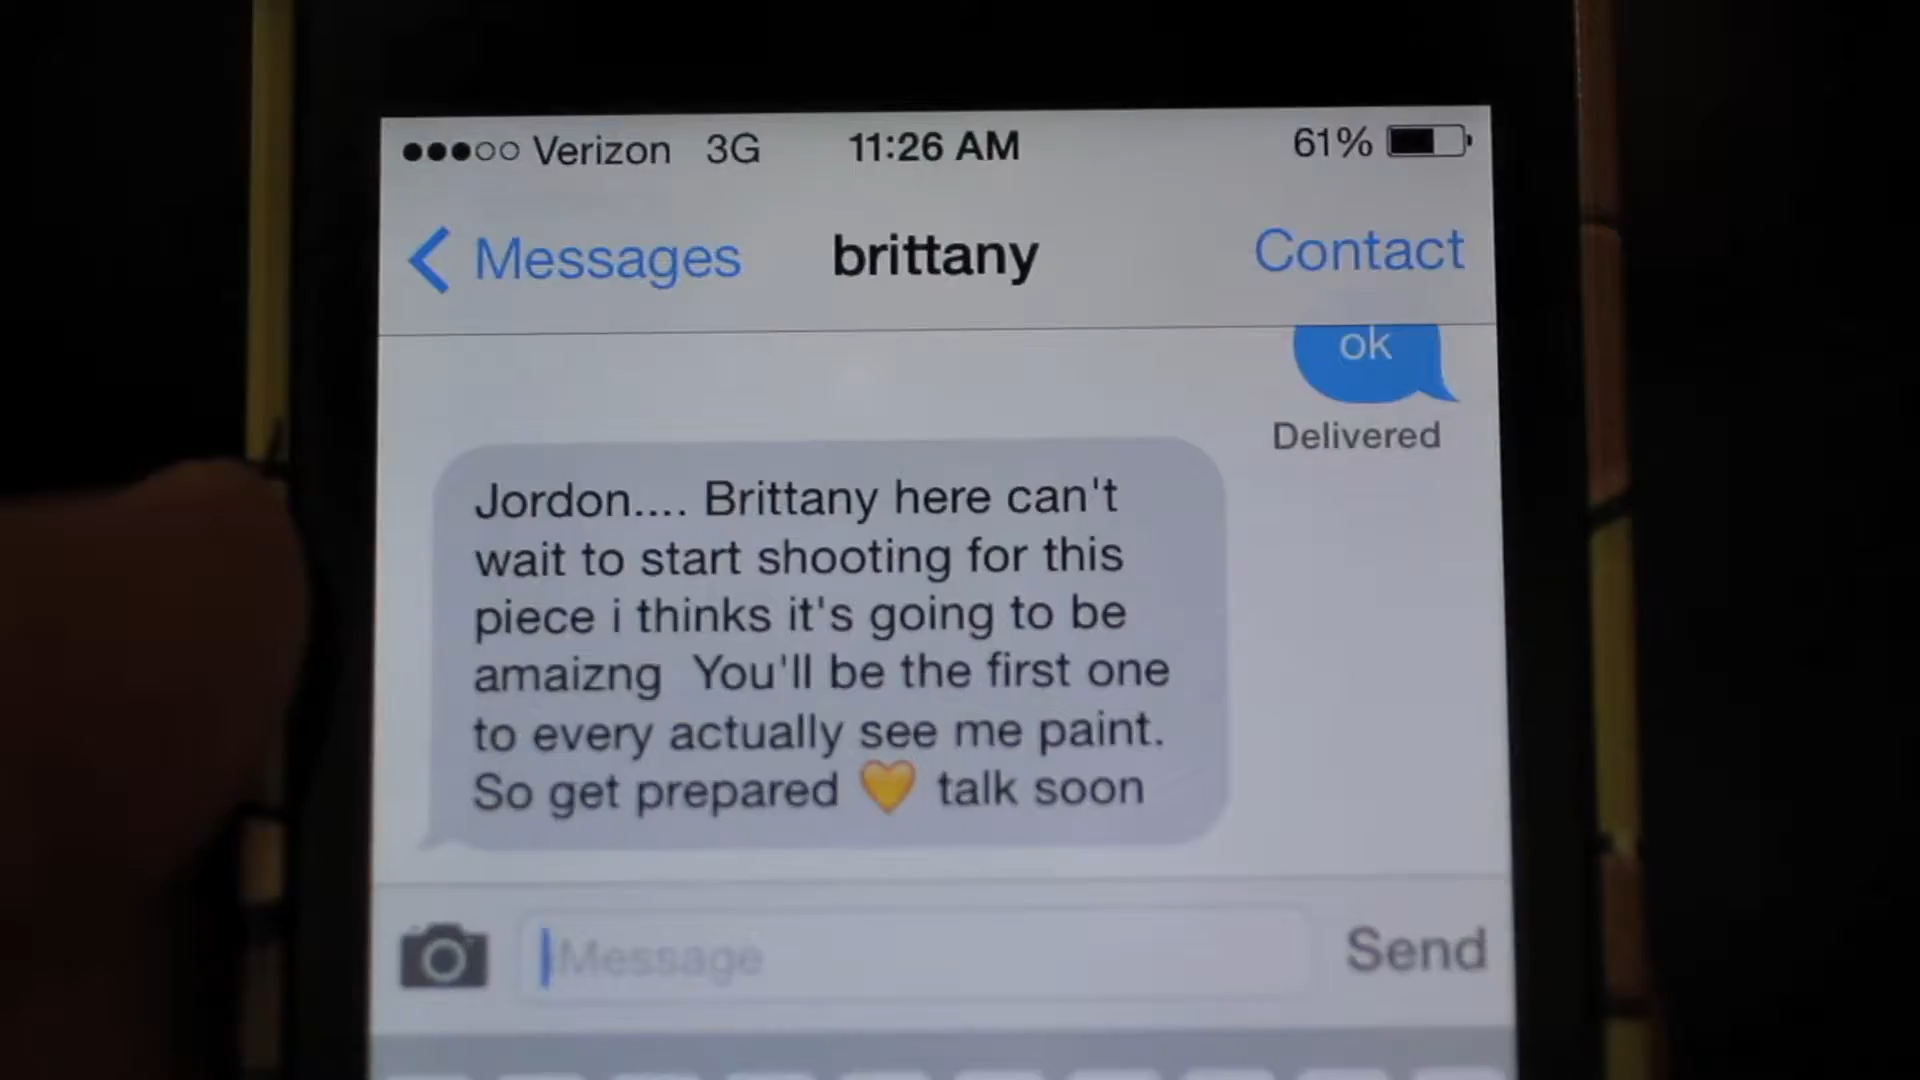 Verizon 3G 11:26 AM 61%
Messages brittany Contact
ok
Delivered
Jordon.... Brittany here can't
wait to start shooting for this
piece i thinks it's going to be
amaizng You'll be the first one
to every actually see me paint.
So get prepared 💛 talk soon
iMessage Send